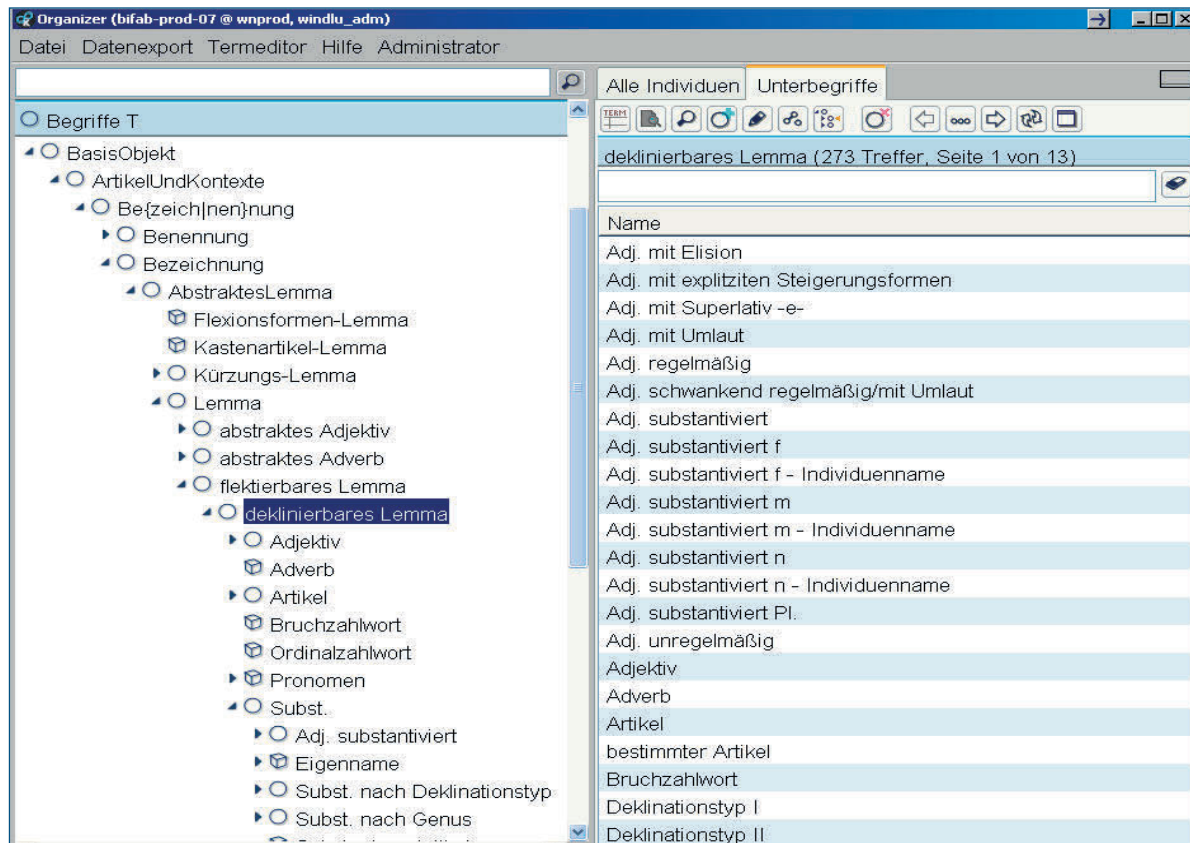 Organizer (bifab-prod-07 @ wnprod, windlu_adm)
Datei Datenexport Termeditor Hilfe Administrator
Begriffe T
BasisObjekt
ArtikelUndKontexte
Be{zeich|nen}nung
Benennung
Bezeichnung
AbstraktesLemma
Flexionsformen-Lemma
Kastenartikel-Lemma
Kürzungs-Lemma
Lemma
abstraktes Adjektiv
abstraktes Adverb
flektierbares Lemma
deklinierbares Lemma
Adjektiv
Adverb
Artikel
Bruchzahlwort
Ordinalzahlwort
Pronomen
Subst.
Adj. substantiviert
Eigenname
Subst. nach Deklinationstyp
Subst. nach Genus
Alle Individuen Unterbegriffe
TERM
deklinierbares Lemma (273 Treffer, Seite 1 von 13)
Name
Adj. mit Elision
Adj. mit explitziten Steigerungsformen
Adj. mit Superlativ -e-
Adj. mit Umlaut
Adj. regelmäßig
Adj. schwankend regelmäßig/mit Umlaut
Adj. substantiviert
Adj. substantiviert f
Adj. substantiviert f - Individuenname
Adj. substantiviert m
Adj. substantiviert m - Individuenname
Adj. substantiviert n
Adj. substantiviert n - Individuenname
Adj. substantiviert Pl.
Adj. unregelmäßig
Adjektiv
Adverb
Artikel
bestimmter Artikel
Bruchzahlwort
Deklinationstyp I
Deklinationstyp II